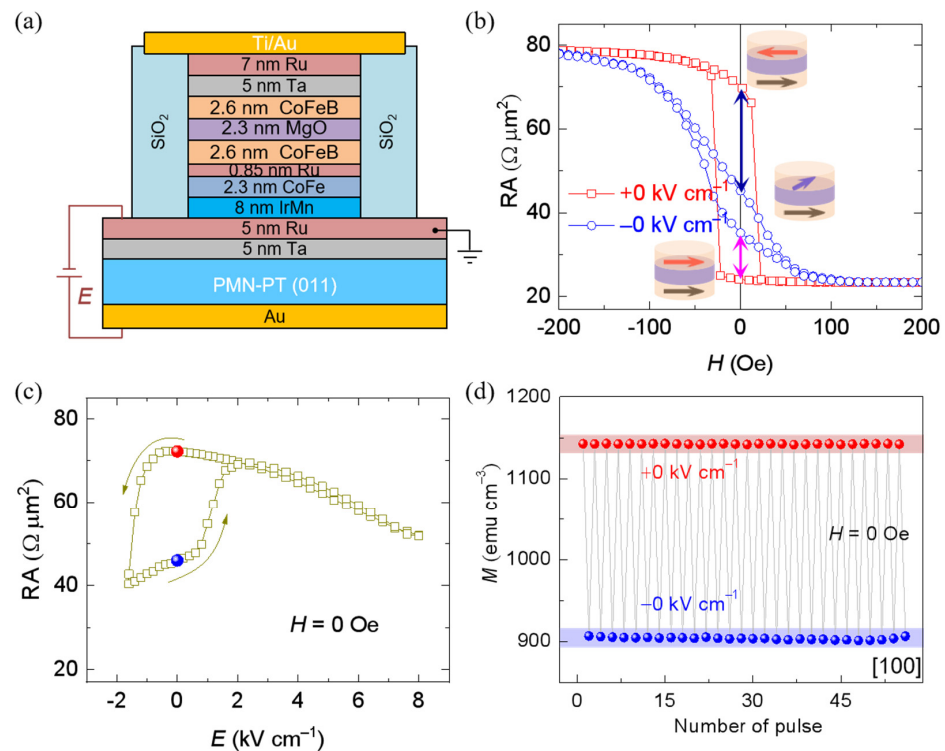 (a)
Ti/Au
7 nm Ru
5 nm Ta
2.6 nm CoFeB
2.3 nm MgO
2.6 nm CoFeB
0.85 nm Ru
2.3 nm CoFe
8 nm IrMn
5 nm Ru
5 nm Ta
PMN-PT (011)
Au
SiO₂
SiO₂
E
(b)
RA (Ω μm²)
80
60
40
20
+0 kV cm⁻¹
−0 kV cm⁻¹
-200
-100
0
100
200
H (Oe)
(c)
RA (Ω μm²)
80
60
40
20
H = 0 Oe
-2
0
2
4
6
8
E (kV cm⁻¹)
(d)
M (emu cm⁻³)
1200
1100
1000
900
+0 kV cm⁻¹
H = 0 Oe
−0 kV cm⁻¹
[100]
0
15
30
45
Number of pulse